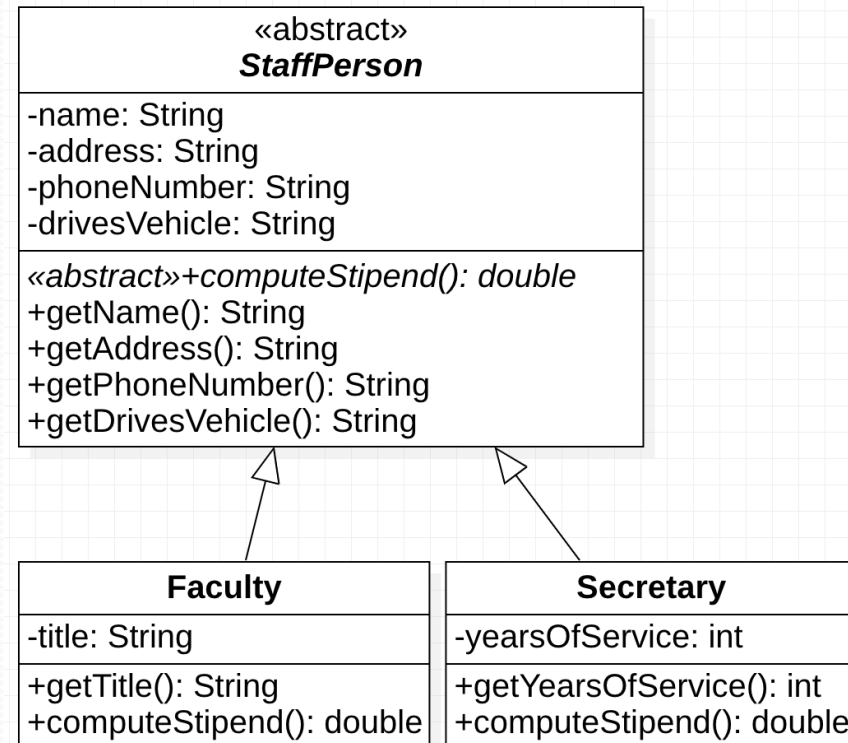 «abstract»
StaffPerson
-name: String
-address: String
-phoneNumber: String
-drivesVehicle: String
«abstract»+computeStipend(): double
+getName(): String
+getAddress(): String
+getPhoneNumber(): String
+getDrivesVehicle(): String
Faculty
-title: String
+getTitle(): String
+computeStipend(): double
Secretary
-yearsOfService: int
+getYearsOfService(): int
+computeStipend(): double